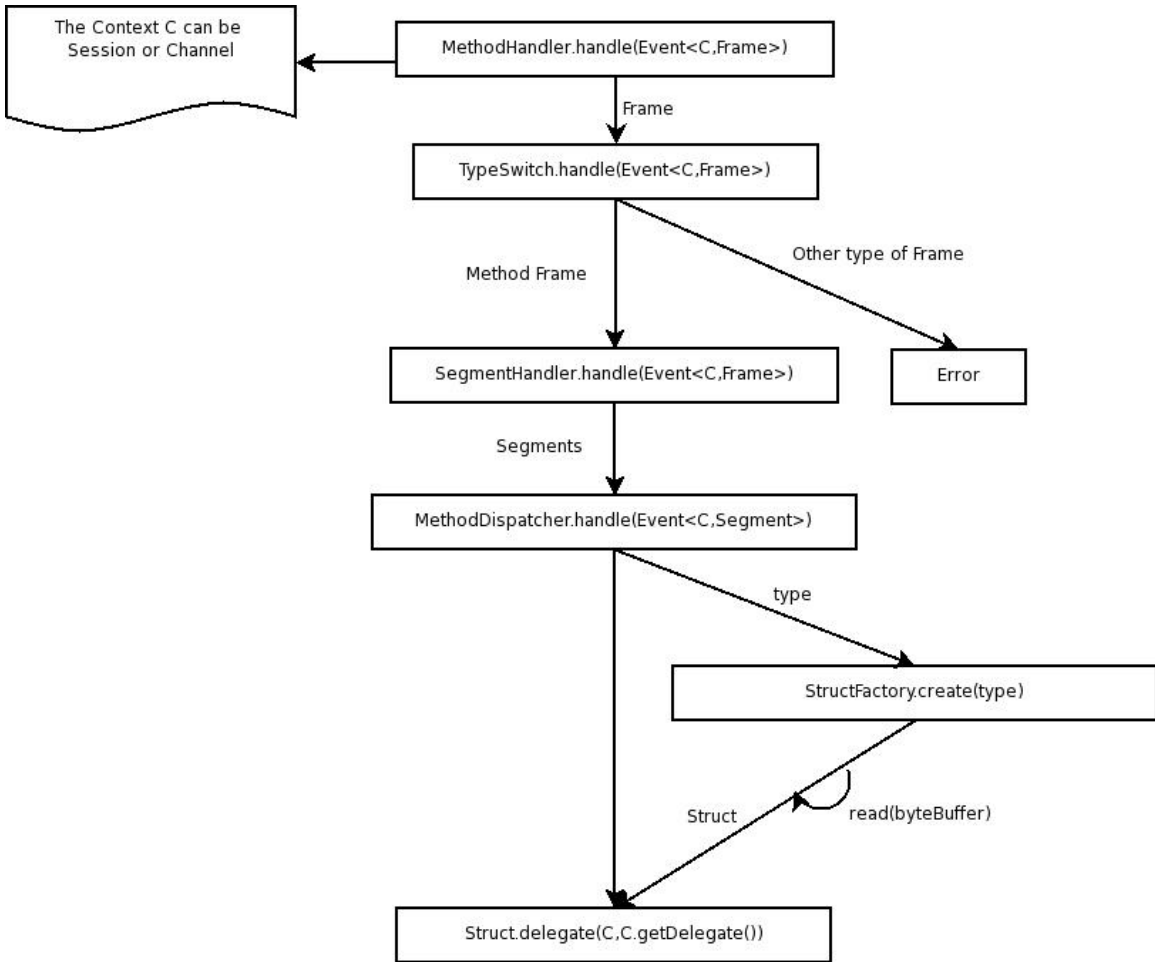 The Context C can be
Session or Channel
MethodHandler.handle(Event<C,Frame>)
Frame
TypeSwitch.handle(Event<C,Frame>)
Other type of Frame
Method Frame
SegmentHandler.handle(Event<C,Frame>)
Error
Segments
MethodDispatcher.handle(Event<C,Segment>)
type
StructFactory.create(type)
Struct
read(byteBuffer)
Struct.delegate(C,C.getDelegate())